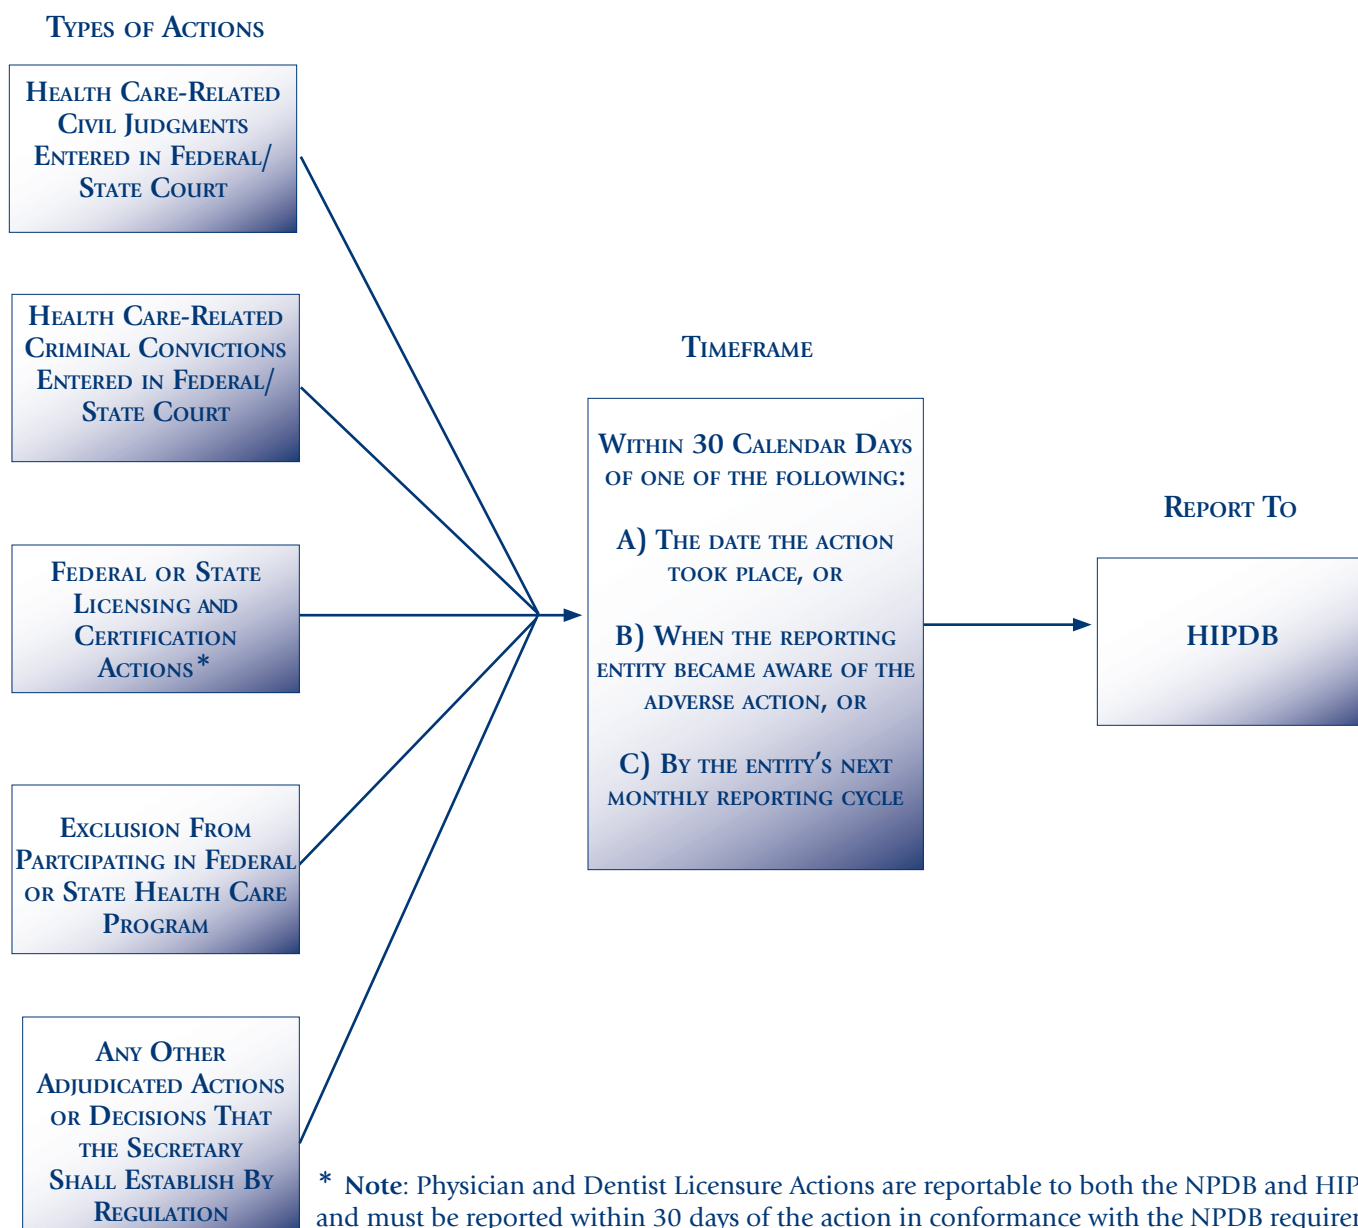 Types of Actions
Health Care-Related
Civil Judgments
Entered in Federal/
State Court
Health Care-Related
Criminal Convictions
Entered in Federal/
State Court
Federal or State
Licensing and
Certification
Actions*
Exclusion From
Partcipating in Federal
or State Health Care
Program
Any Other
Adjudicated Actions
or Decisions That
the Secretary
Shall Establish By
Regulation
Timeframe
Within 30 Calendar Days
of one of the following:
A) The date the action
took place, or
B) When the reporting
entity became aware of the
adverse action, or
C) By the entity's next
monthly reporting cycle
Report To
HIPDB
* Note: Physician and Dentist Licensure Actions are reportable to both the NPDB and HIP
and must be reported within 30 days of the action in conformance with the NPDB requirem